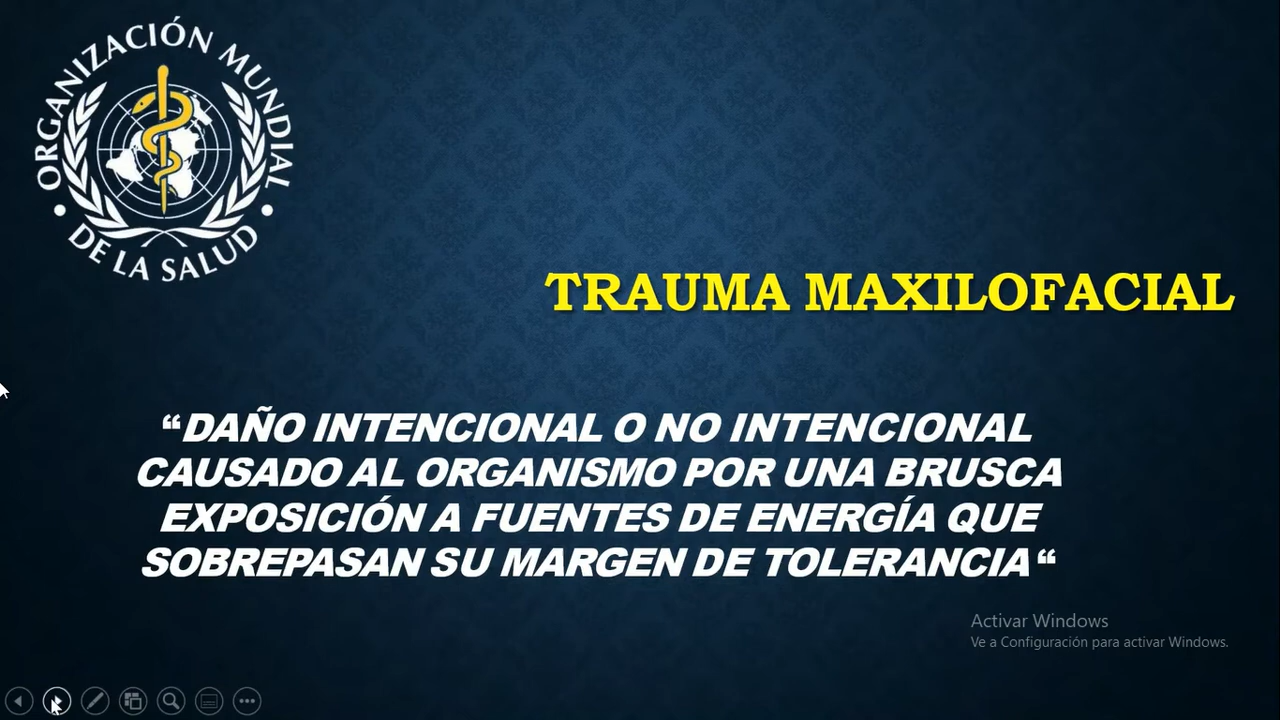 ORGANIZACIÓN MUNDIAL
DE LA SALUD
TRAUMA MAXILOFACIAL
“DAÑO INTENCIONAL O NO INTENCIONAL
CAUSADO AL ORGANISMO POR UNA BRUSCA
EXPOSICIÓN A FUENTES DE ENERGÍA QUE
SOBREPASAN SU MARGEN DE TOLERANCIA“
Activar Windows
Ve a Configuración para activar Windows.